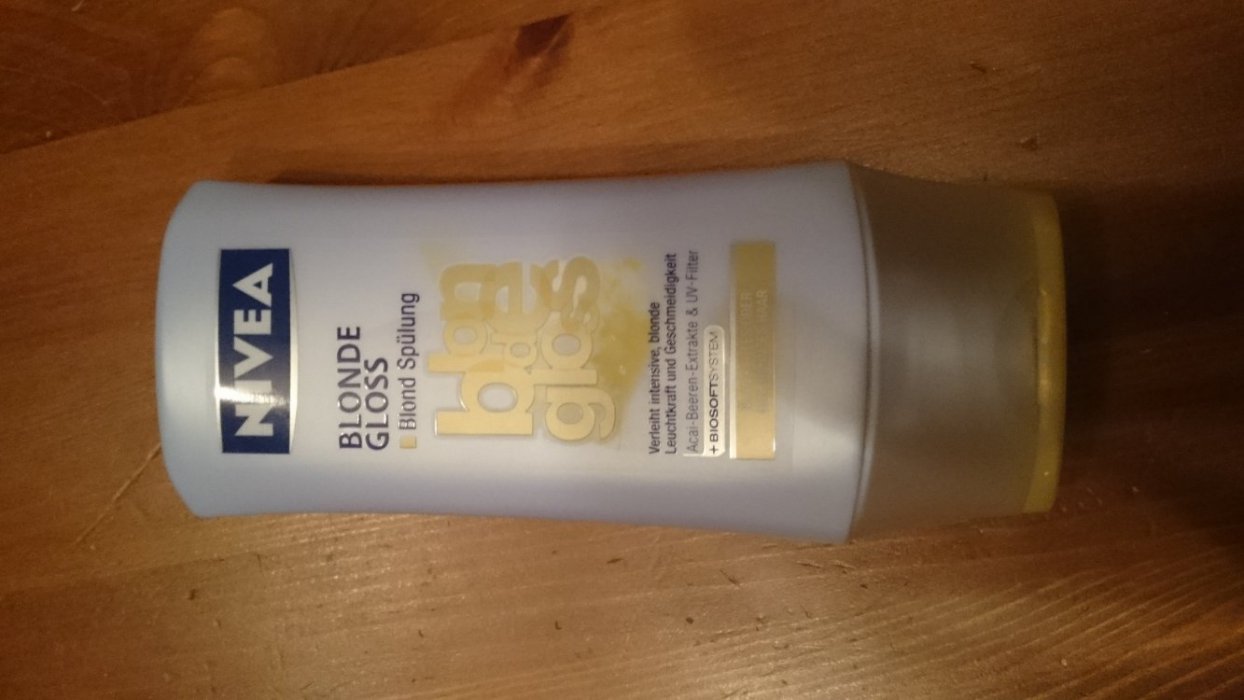 NIVEA
BLONDE
GLOSS
Blond Spülung
blonde
gloss
Verleiht intensive, blonde
Leuchtkraft und Geschmeidigkeit
Acai-Beeren-Extrakte & UV-Filter
+ BIOSOFTSYSTEM